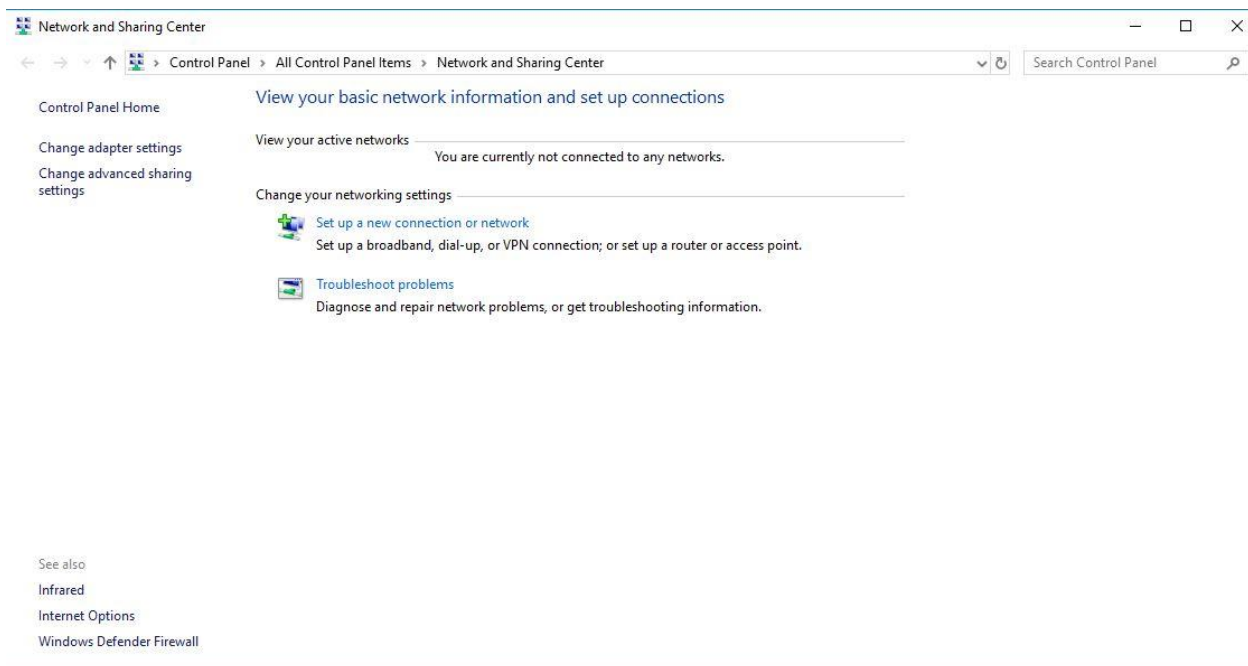 Network and Sharing Center
Control Panel > All Control Panel Items > Network and Sharing Center
Search Control Panel
Control Panel Home
Change adapter settings
Change advanced sharing
settings
View your basic network information and set up connections
View your active networks
You are currently not connected to any networks.
Change your networking settings
Set up a new connection or network
Set up a broadband, dial-up, or VPN connection; or set up a router or access point.
Troubleshoot problems
Diagnose and repair network problems, or get troubleshooting information.
See also
Infrared
Internet Options
Windows Defender Firewall